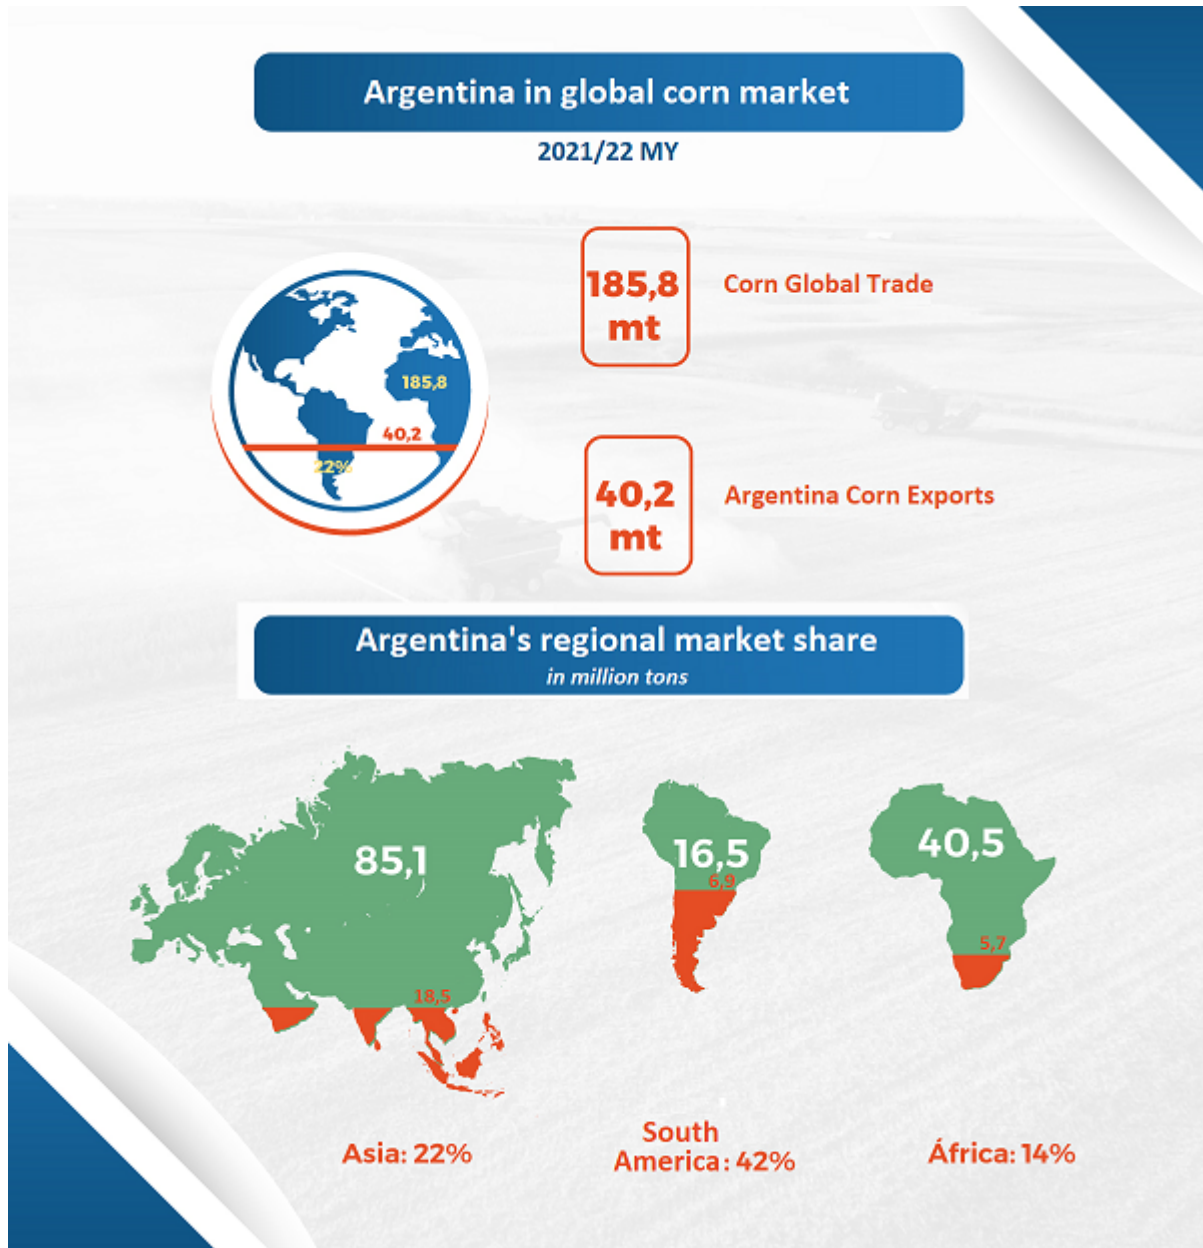 Argentina in global corn market
2021/22 MY
185,8
mt
Corn Global Trade
185,8
40,2
22%
40,2
mt
Argentina Corn Exports
Argentina's regional market share
in million tons
85,1
18,5
16,5
6,9
40,5
5,7
Asia: 22%
South
America: 42%
África: 14%